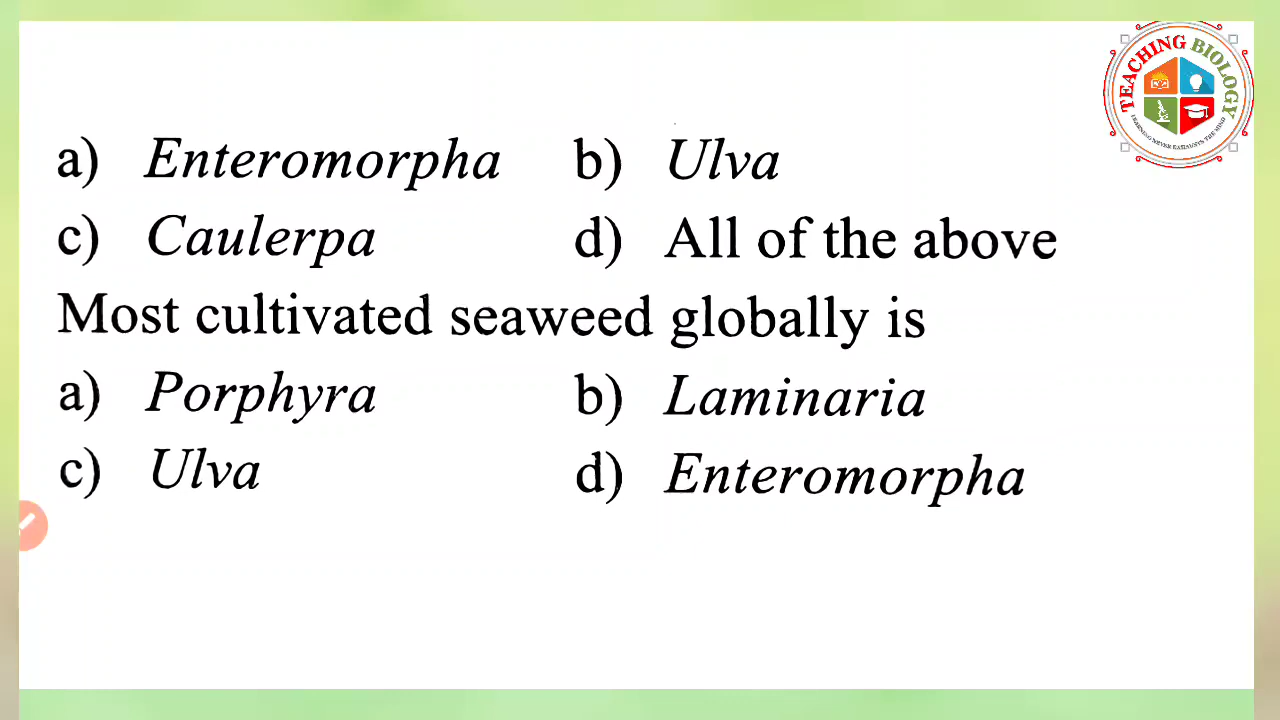 TEACHING BIOLOGY
a) Enteromorpha b) Ulva
c) Caulerpa d) All of the above
Most cultivated seaweed globally is
a) Porphyra b) Laminaria
c) Ulva d) Enteromorpha